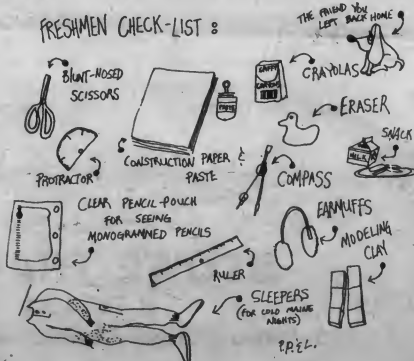 FRESHMEN CHECK-LIST :
THE FRIEND YOU
LEFT BACK HOME
BLUNT-NOSED
SCISSORS
PASTE
CRAYOLAS
ERASER
SNACK
MILK
PROTRACTOR
CONSTRUCTION PAPER &
PASTE
COMPASS
CLEAR PENCIL-POUCH
FOR SEEING
MONOGRAMMED PENCILS
EARMUFFS
MODELING
CLAY
RULER
SLEEPERS
(FOR COLD MAINE
NIGHTS)